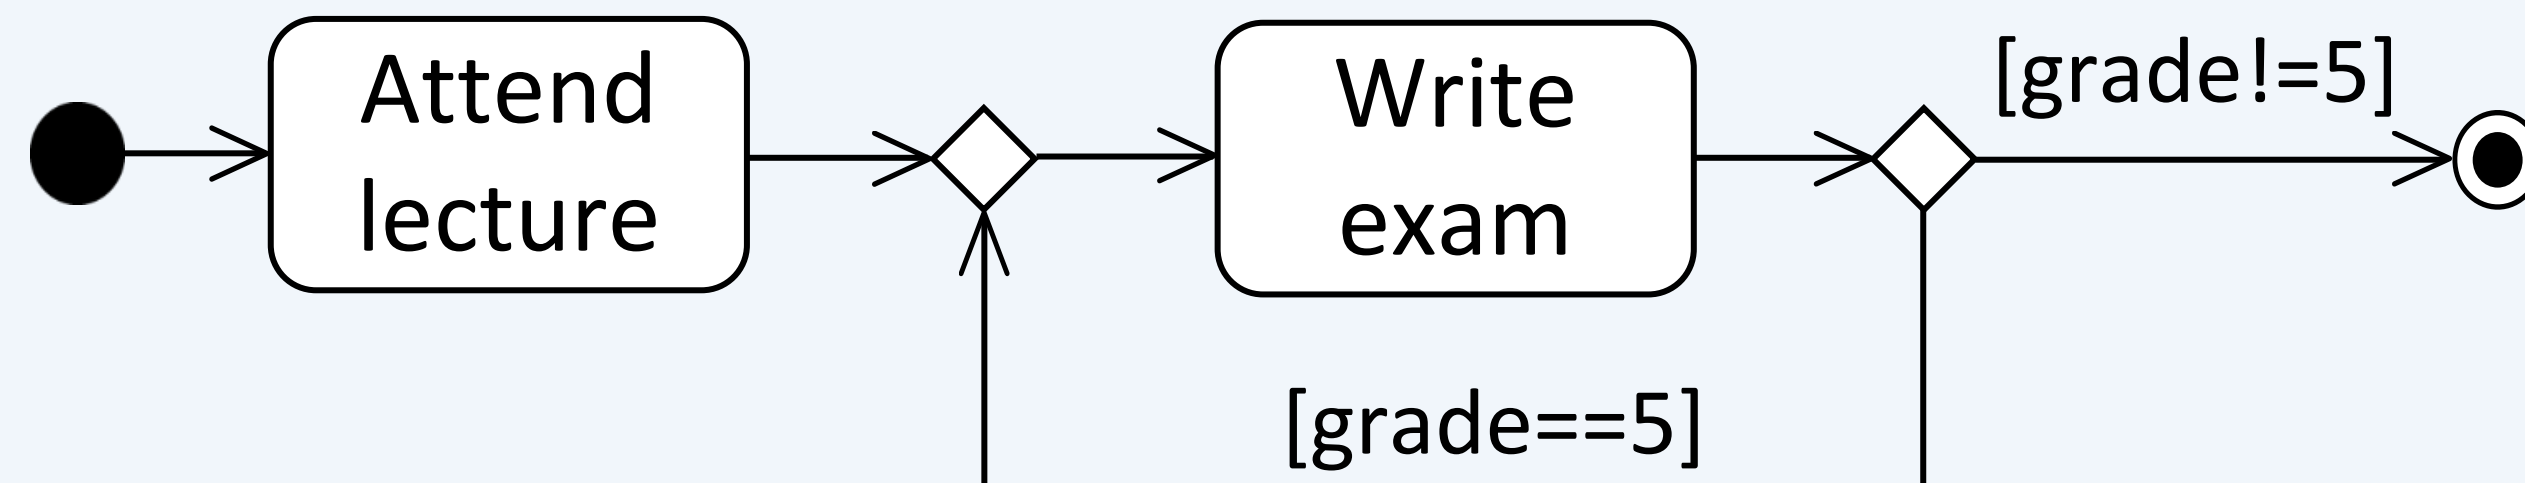 Attend
lecture
Write
exam
[grade!=5]
[grade==5]